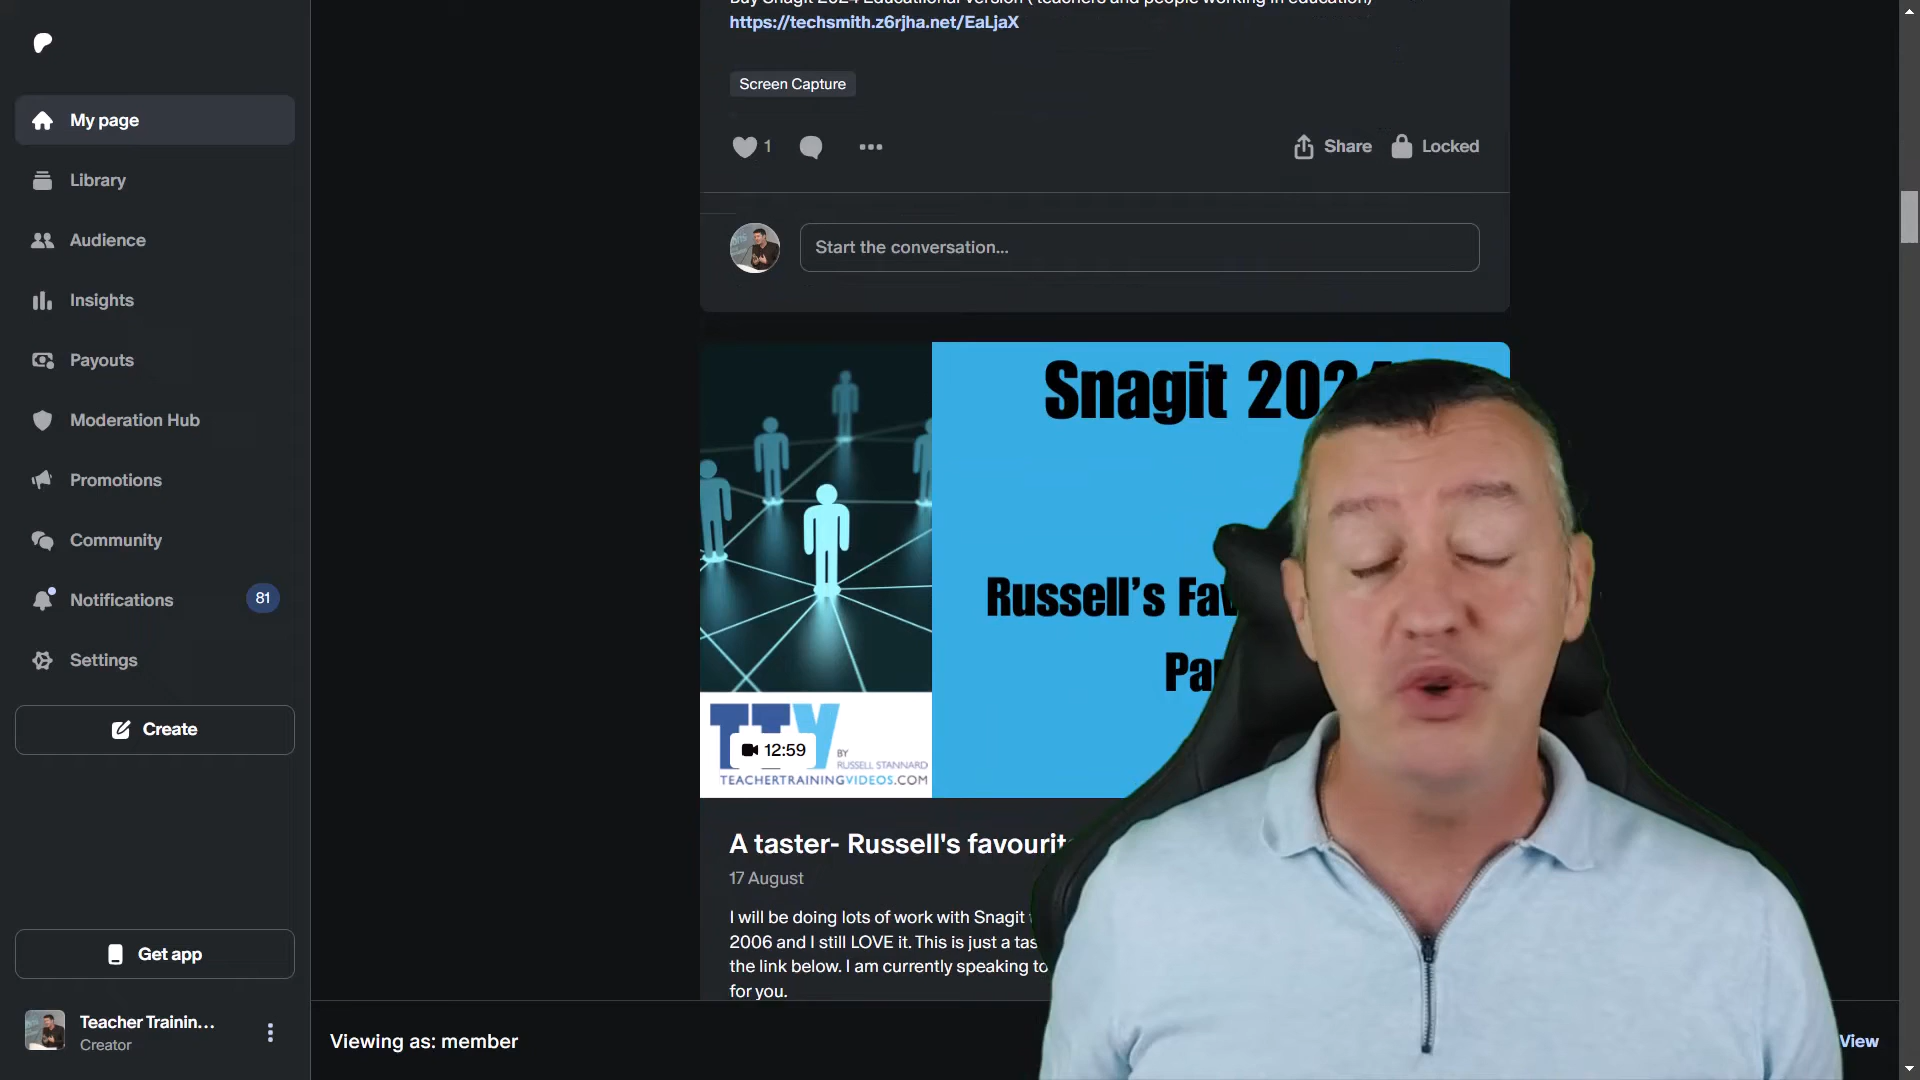 https://techsmith.z6rjha.net/EaLjaX
Screen Capture
1
Share
Locked
Start the conversation...
My page
Library
Audience
Insights
Payouts
Moderation Hub
Promotions
Community
Notifications
81
Settings
Create
Get app
Teacher Trainin...
Creator
Snagit 202
Russell's Fav
Pa
12:59
TTV
BY
RUSSELL STANNARD
TEACHERTRAININGVIDEOS.COM
A taster- Russell's favourit
17 August
I will be doing lots of work with Snagit
2006 and I still LOVE it. This is just a tas
the link below. I am currently speaking to
for you.
Viewing as: member
View